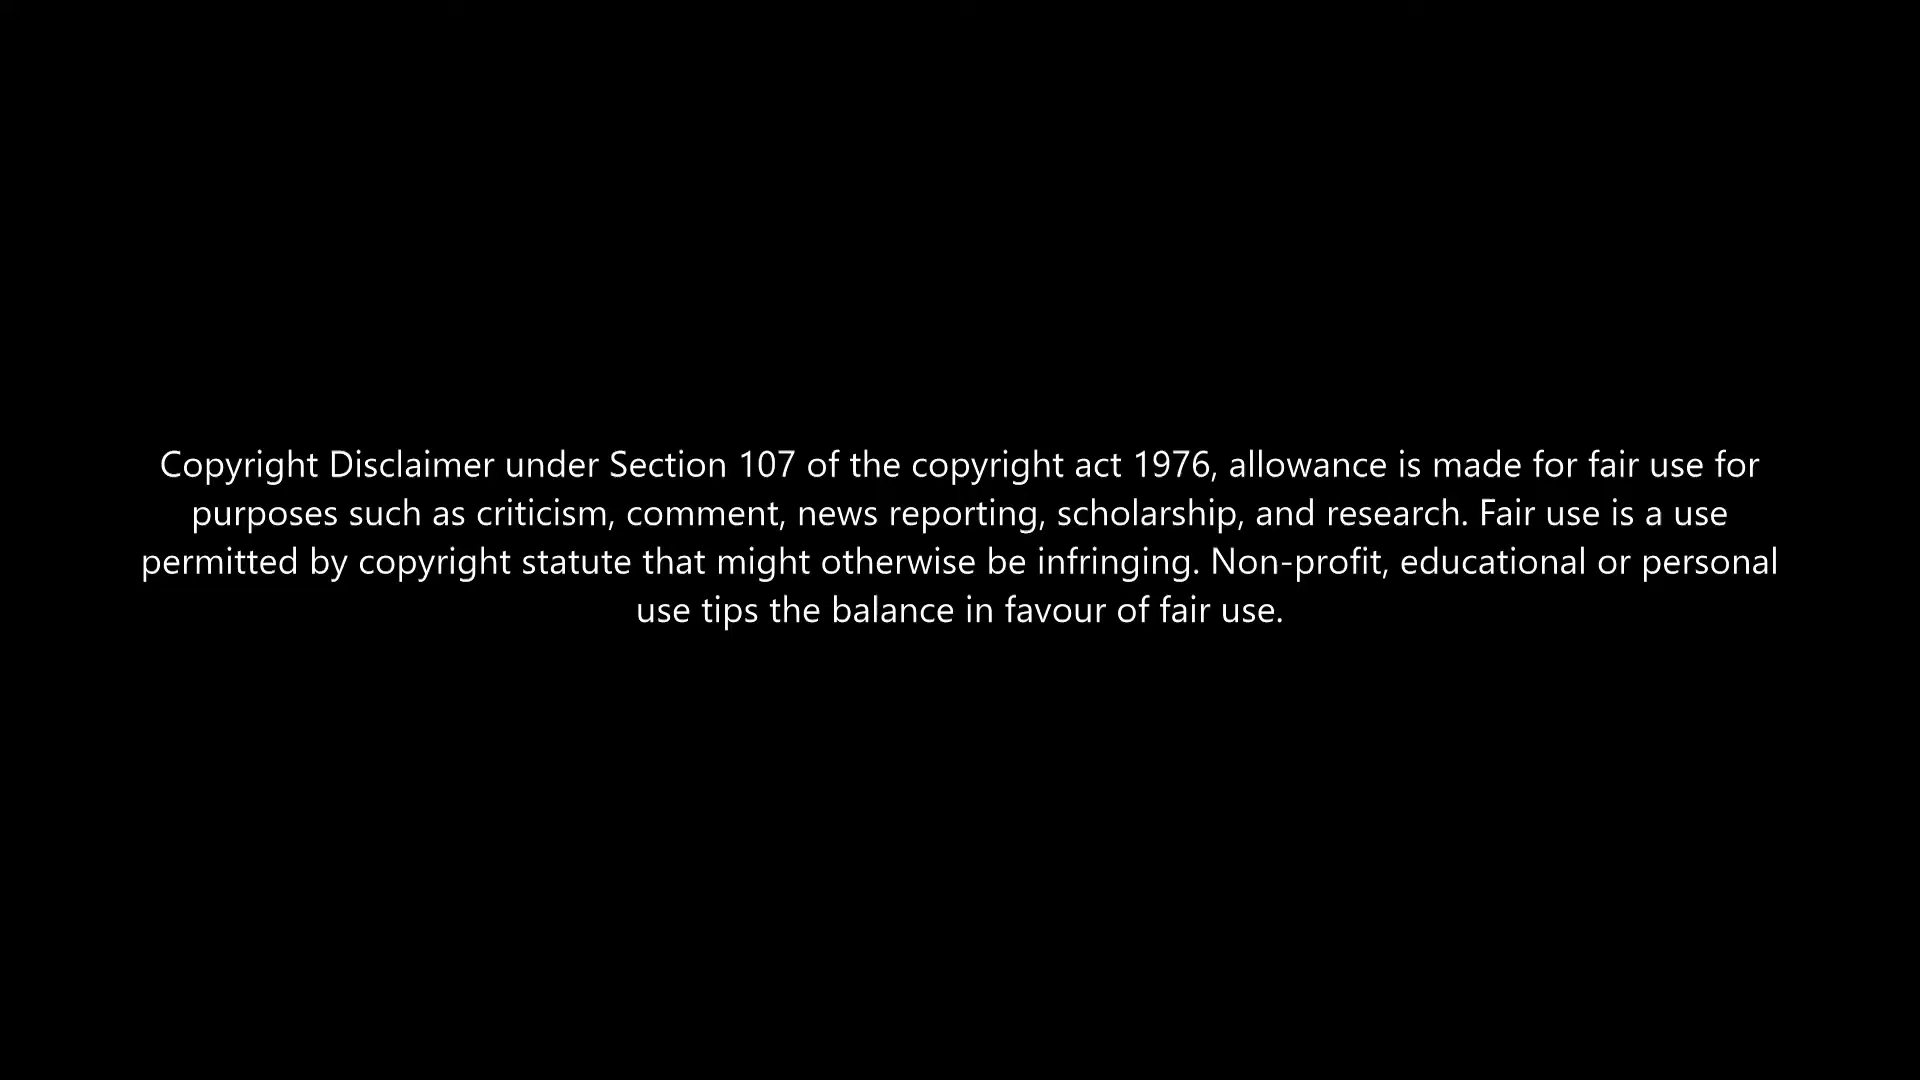 Copyright Disclaimer under Section 107 of the copyright act 1976, allowance is made for fair use for
purposes such as criticism, comment, news reporting, scholarship, and research. Fair use is a use
permitted by copyright statute that might otherwise be infringing. Non-profit, educational or personal
use tips the balance in favour of fair use.